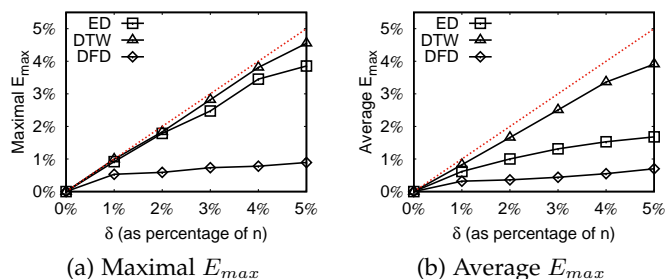 ED
DTW
DFD
5%
4%
3%
2%
1%
0%
Maximal E_max
0% 1% 2% 3% 4% 5%
δ (as percentage of n)
(a) Maximal E_max
ED
DTW
DFD
5%
4%
3%
2%
1%
0%
Average E_max
0% 1% 2% 3% 4% 5%
δ (as percentage of n)
(b) Average E_max